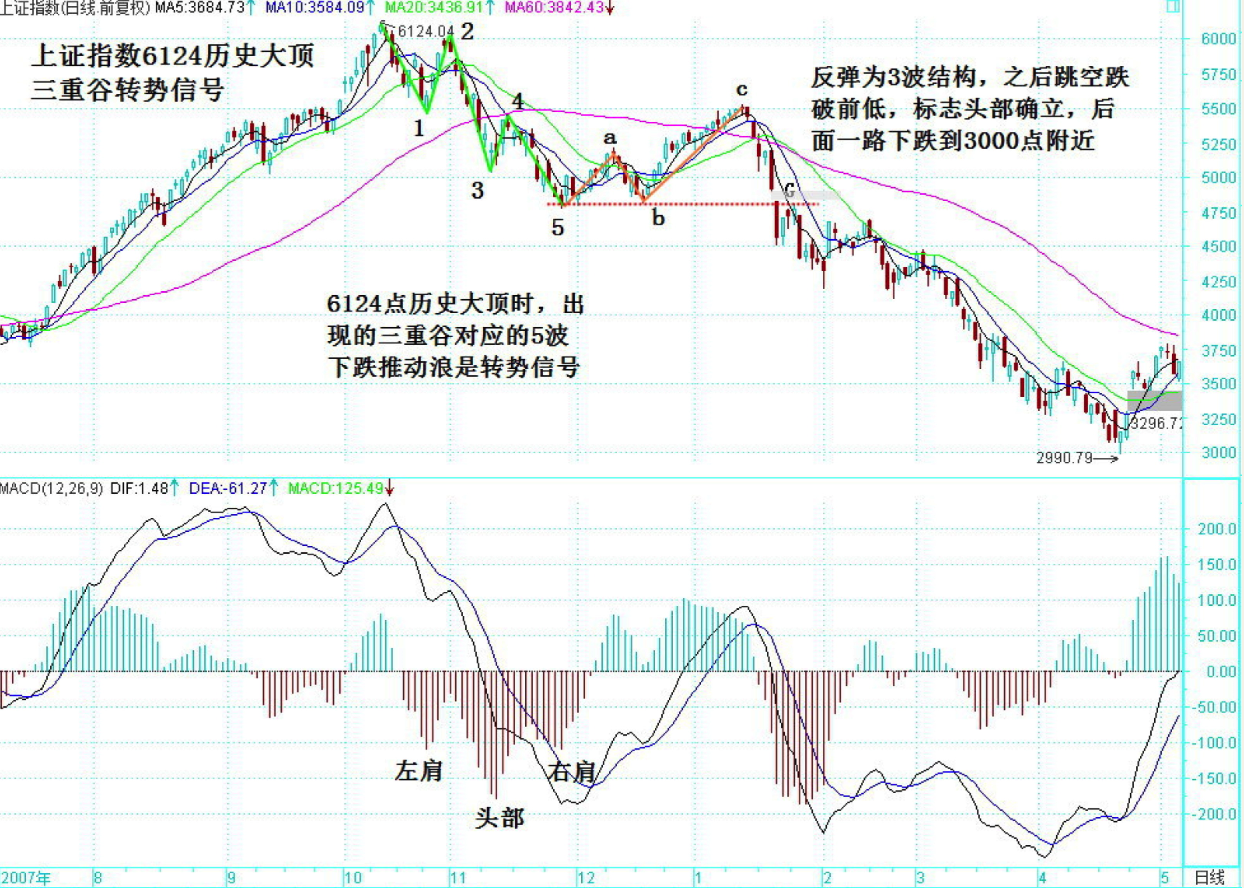 上证指数(日线.前复权) MA5:3684.73↑ MA10:3584.09↑ MA20:3436.91↑ MA60:3842.43↓
上证指数6124历史大顶
三重谷转势信号
6124.04
2
1
3
4
5
a
b
c
G
反弹为3波结构，之后跳空跌
破前低，标志头部确立，后
面一路下跌到3000点附近
6124点历史大顶时，出
现的三重谷对应的5波
下跌推动浪是转势信号
3296.72
2990.79
6000
5750
5500
5250
5000
4750
4500
4250
4000
3750
3500
3250
3000
MACD(12,26,9) DIF:1.48↑ DEA:-61.27↑ MACD:125.49↓
200.0
150.0
100.0
50.00
0.00
-50.00
-100.0
-150.0
-200.0
左肩
头部
右肩
2007年 8 9 10 11 12 1 2 3 4 5 日线